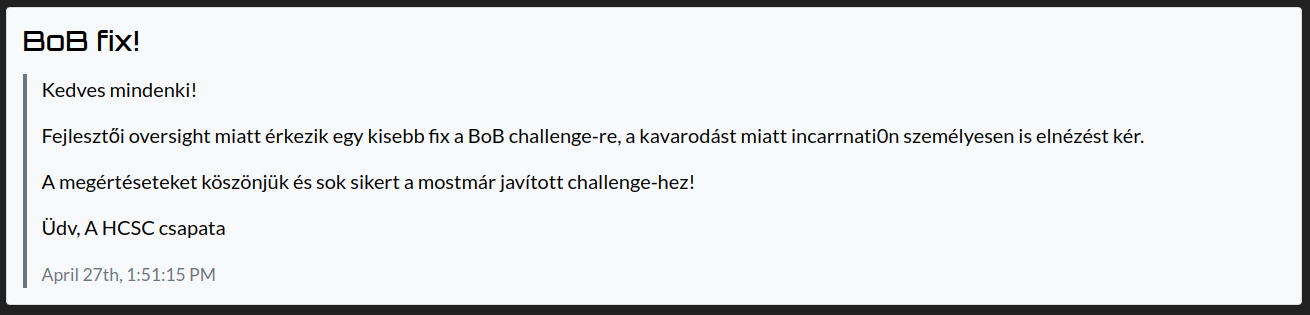 BoB fix!
Kedves mindenki!
Fejlesztői oversight miatt érkezik egy kisebb fix a BoB challenge-re, a kavarodást miatt incarrnati0n személyesen is elnézést kér.
A megértéseteket köszönjük és sok sikert a mostmár javított challenge-hez!
Üdv, A HCSC csapata
April 27th, 1:51:15 PM